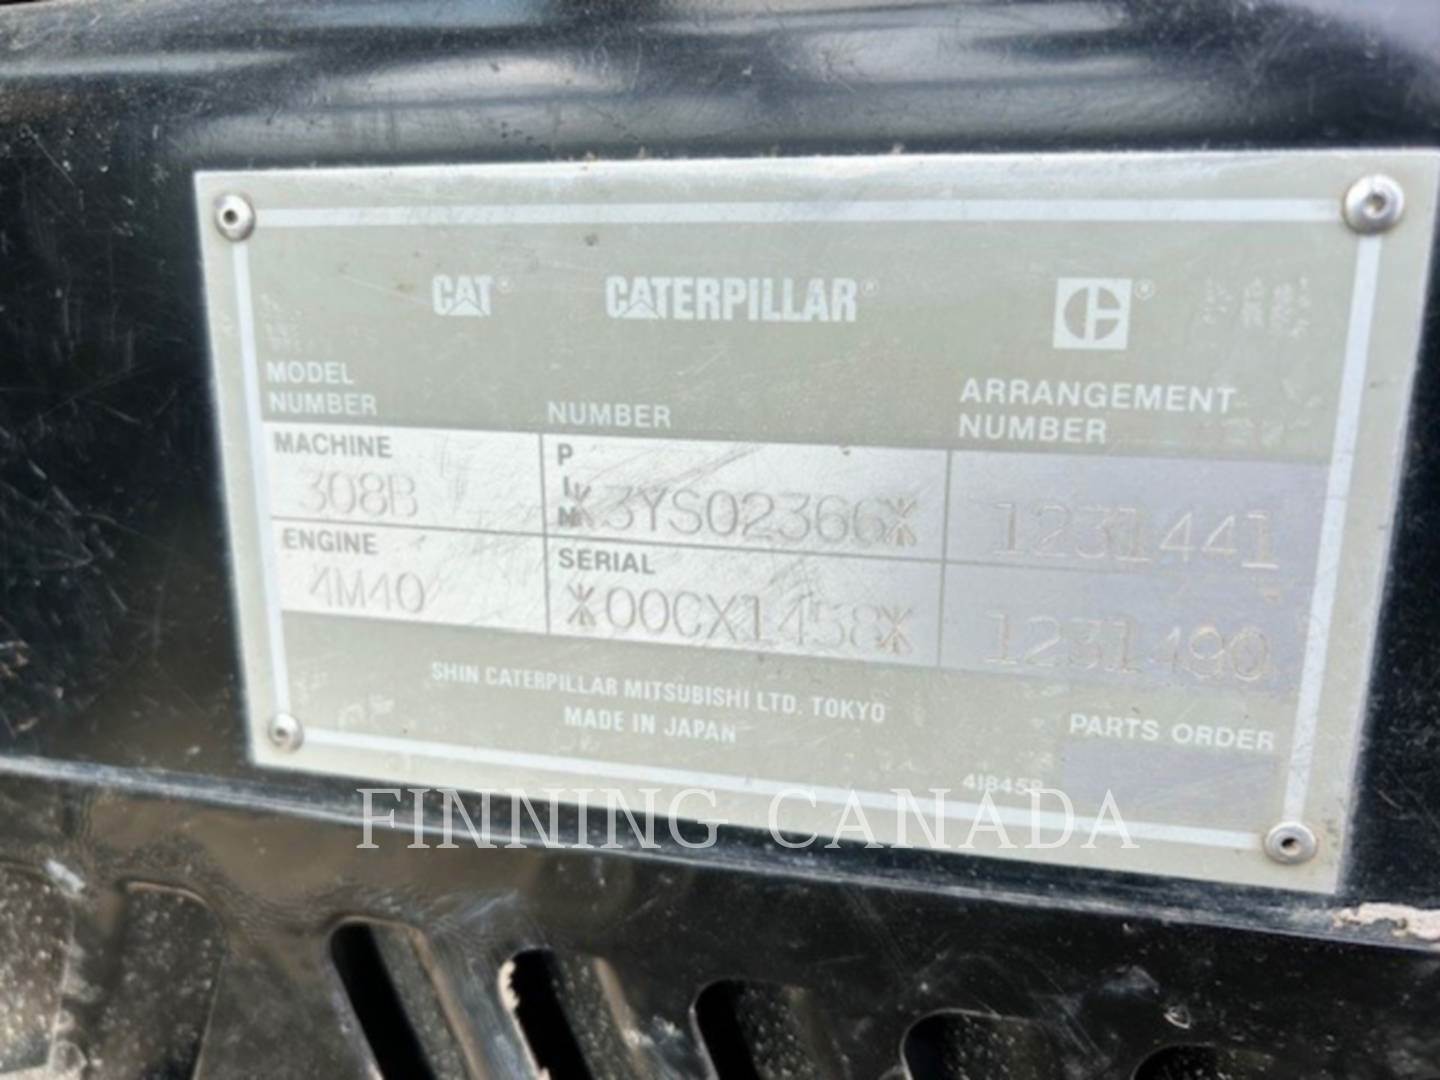 CAT® CATERPILLAR® C®
MODEL NUMBER NUMBER ARRANGEMENT NUMBER
MACHINE PIN
308B *3YS02366* 1231441
ENGINE SERIAL
4M40 *00CX1458* 1231490
SHIN CATERPILLAR MITSUBISHI LTD. TOKYO
MADE IN JAPAN
PARTS ORDER
FINNING CANADA